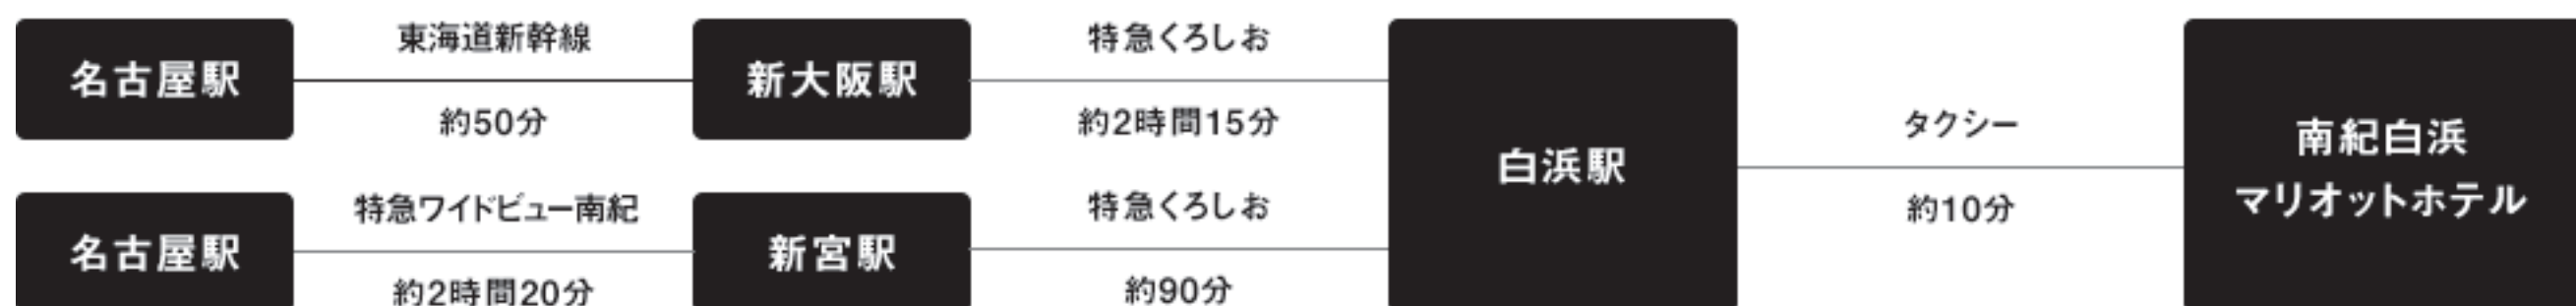 名古屋駅
東海道新幹線
約50分
新大阪駅
特急くろしお
約2時間15分
名古屋駅
特急ワイドビュー南紀
約2時間20分
新宮駅
特急くろしお
約90分
白浜駅
タクシー
約10分
南紀白浜
マリオットホテル